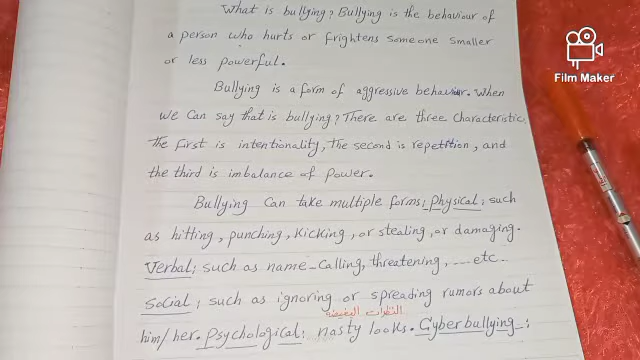 What is bullying? Bullying is the behaviour of
a person who hurts or frightens someone smaller
or less powerful.
Bullying is a form of aggressive behavior. When
we can say that is bullying? There are three characteristic
The first is intentionality, The second is repetition, and
the third is imbalance of power.
Bullying can take multiple forms; Physical; such
as hitting, punching, kicking, or stealing, or damaging.
Verbal; such as name-calling, threatening, .... etc..
Social; such as ignoring or spreading rumors about
النظرات البغيضة
him/her. Psychological: nasty looks. Cyberbullying;
Film Maker